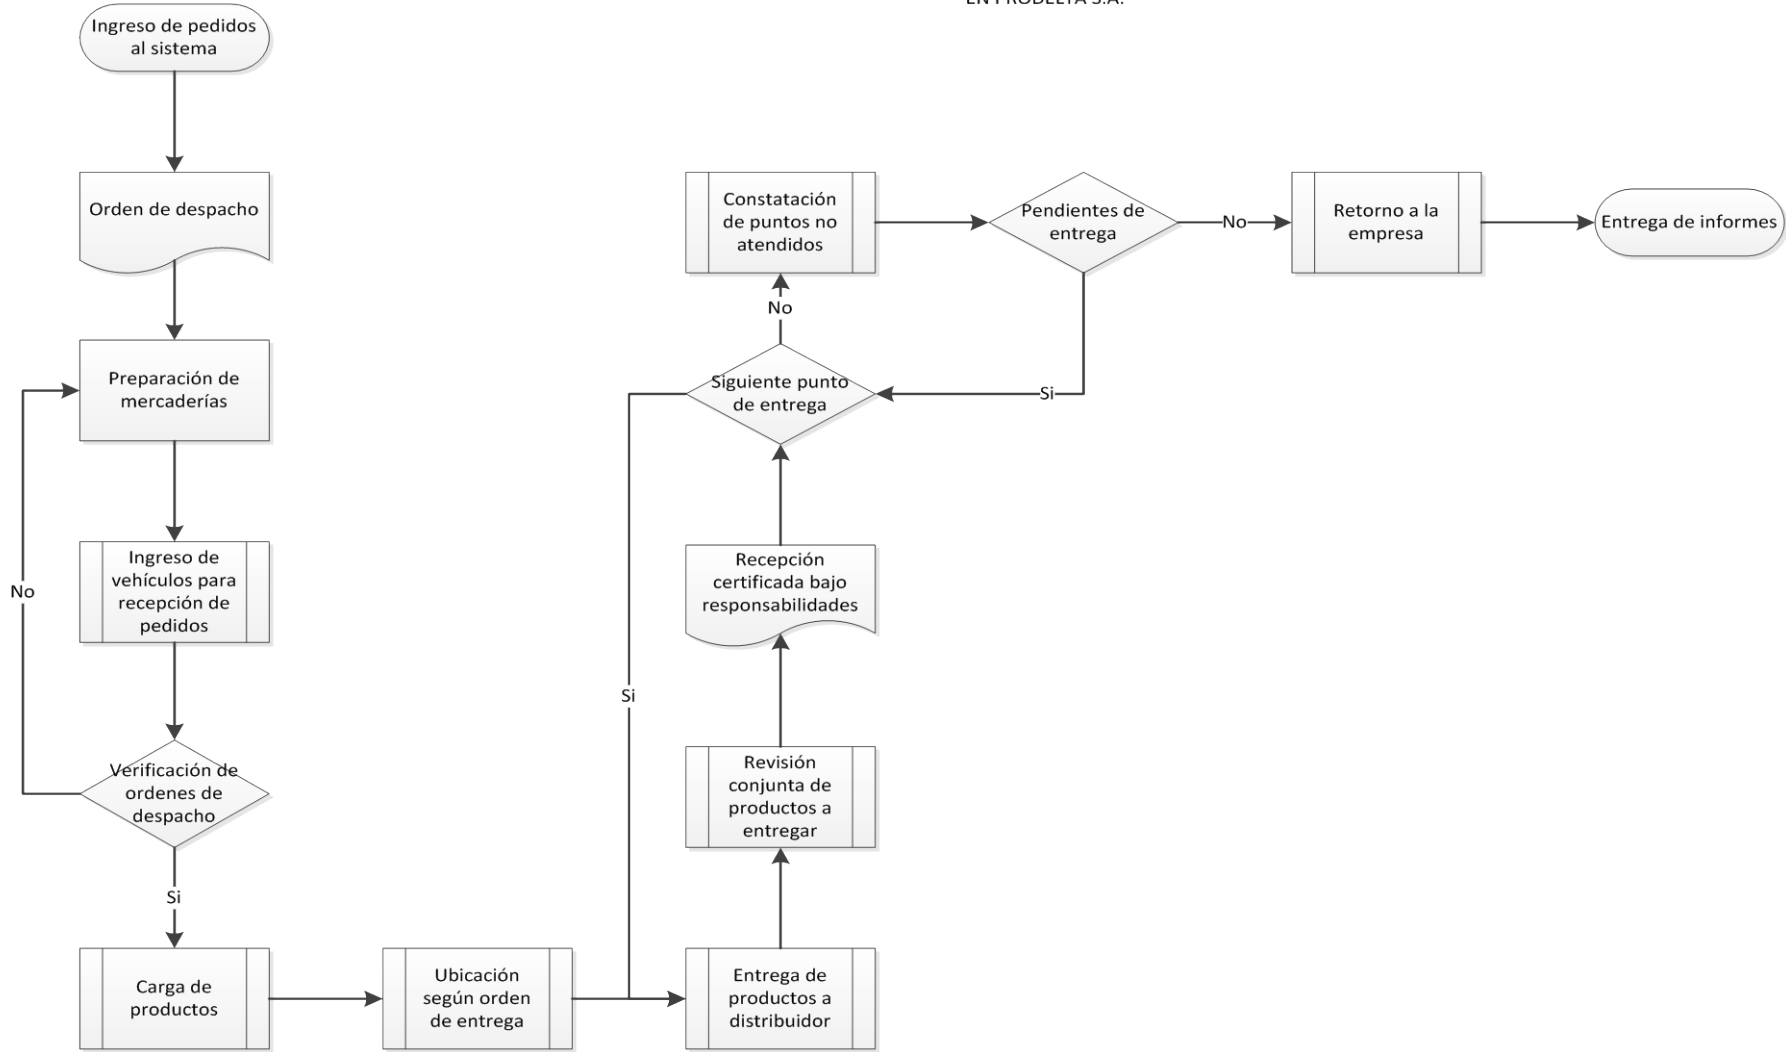 EN PRODELTA S.A.
Ingreso de pedidos
al sistema
Orden de despacho
Preparación de
mercaderías
No
Ingreso de
vehículos para
recepción de
pedidos
Verificación de
ordenes de
despacho
Si
Carga de
productos
Ubicación
según orden
de entrega
Entrega de
productos a
distribuidor
Revisión
conjunta de
productos a
entregar
Recepción
certificada bajo
responsabilidades
Siguiente punto
de entrega
Si
No
Constatación
de puntos no
atendidos
Pendientes de
entrega
Si
No
Retorno a la
empresa
Entrega de informes